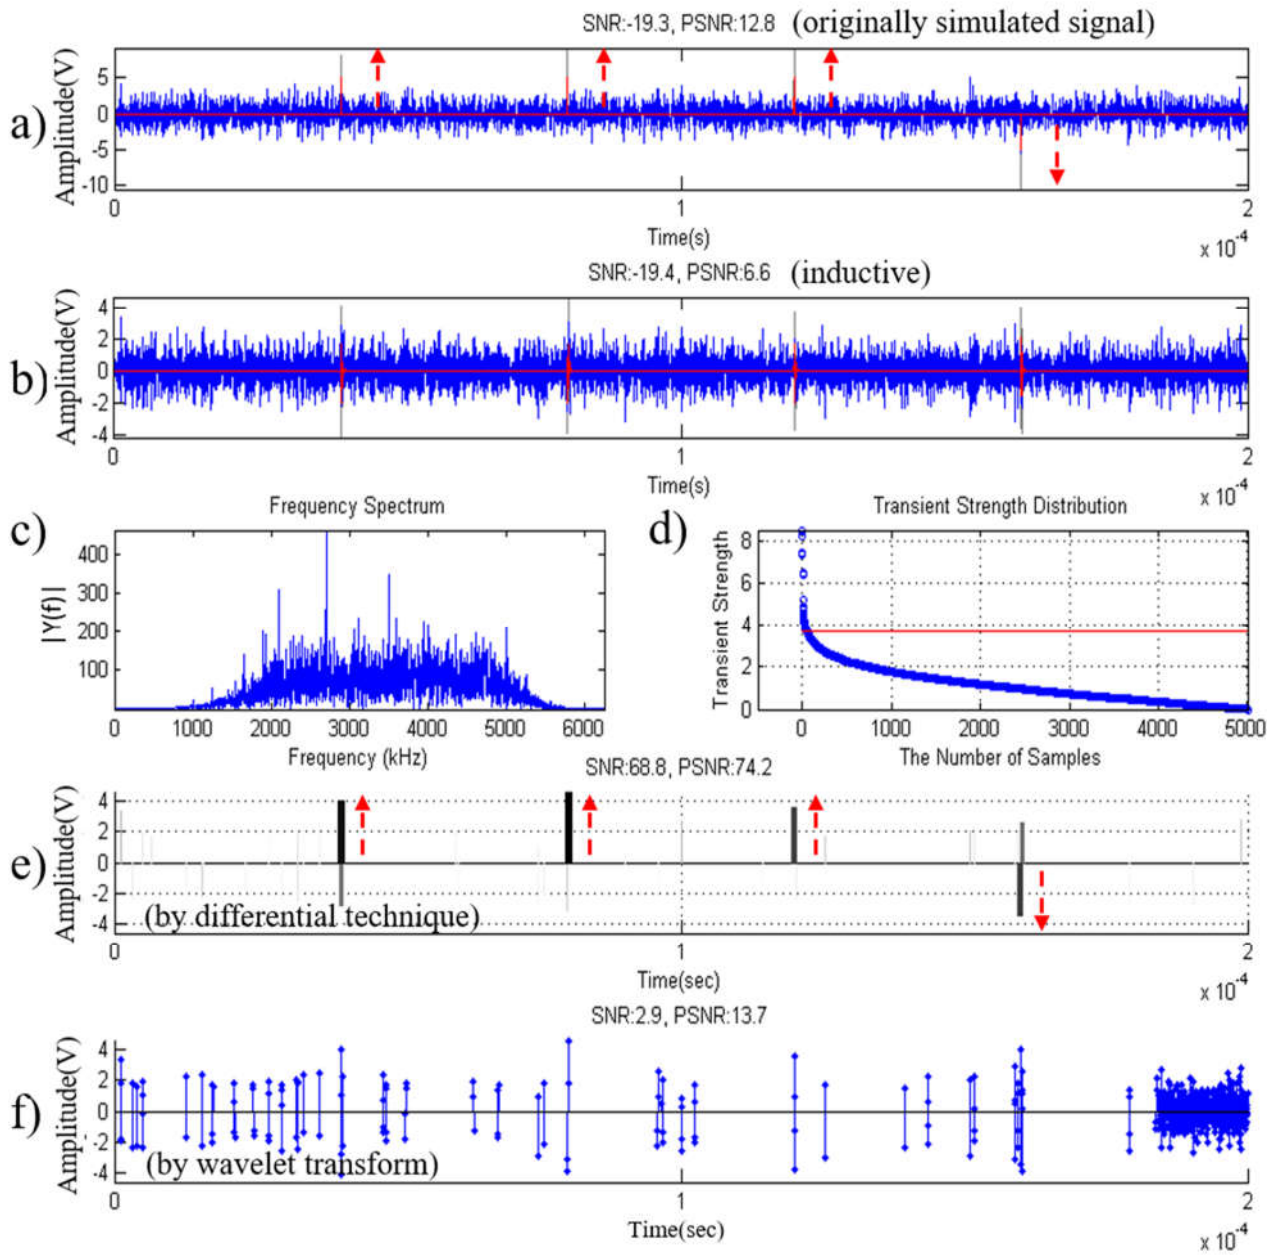 SNR:-19.3, PSNR:12.8 (originally simulated signal)
a)
Amplitude(V)
5
0
-5
-10
0 1 2
Time(s)
x 10^-4
SNR:-19.4, PSNR:6.6 (inductive)
b)
Amplitude(V)
4
2
0
-2
-4
0 1 2
Time(s)
x 10^-4
c)
Frequency Spectrum
|Y(f)|
400
300
200
100
0 1000 2000 3000 4000 5000 6000
Frequency (kHz)
d)
Transient Strength Distribution
Transient Strength
8
6
4
2
0
0 1000 2000 3000 4000 5000
The Number of Samples
SNR:68.8, PSNR:74.2
e)
Amplitude(V)
4
2
0
-2
-4
(by differential technique)
0 1 2
Time(sec)
x 10^-4
SNR:2.9, PSNR:13.7
f)
Amplitude(V)
4
2
0
-2
-4
(by wavelet transform)
0 1 2
Time(sec)
x 10^-4